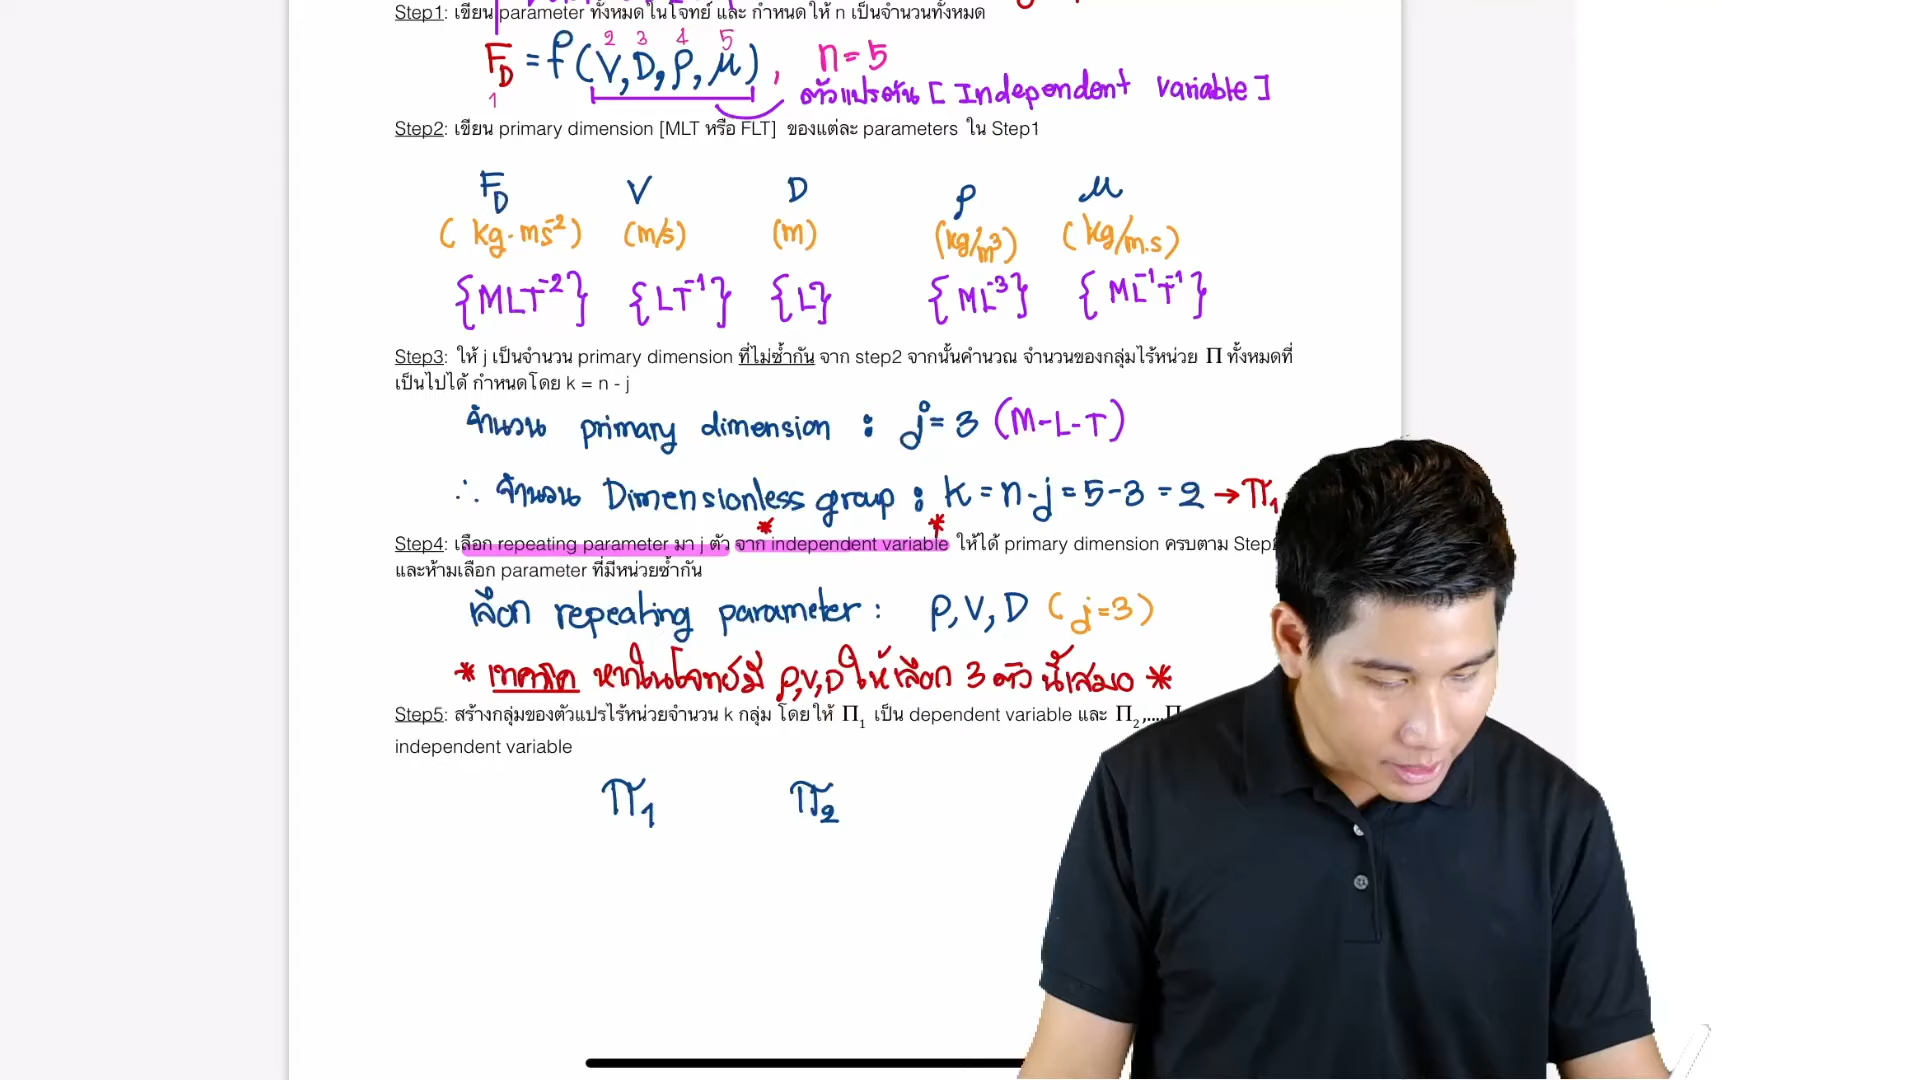 Step1: เขียน parameter ทั้งหมดในโจทย์ และ กำหนดให้ n เป็นจำนวนทั้งหมด
2 3 4 5
F_D = f(V, D, ρ, μ), n = 5
1
ตัวแปรต้น [Independent Variable]
Step2: เขียน primary dimension [MLT หรือ FLT] ของแต่ละ parameters ใน Step1
F_D V D ρ μ
(kg·ms⁻²) (m/s) (m) (kg/m³) (kg/m.s)
{MLT⁻²} {LT⁻¹} {L} {ML⁻³} {ML⁻¹T⁻¹}
Step3: ให้ j เป็นจำนวน primary dimension ที่ไม่ซ้ำกัน จาก step2 จากนั้นคำนวณ จำนวนของกลุ่มไร้หน่วย Π ทั้งหมดที่
เป็นไปได้ กำหนดโดย k = n - j
จำนวน primary dimension : j = 3 (M-L-T)
∴ จำนวน Dimensionless group : k = n - j = 5 - 3 = 2 → π₁
* *
Step4: เลือก repeating parameter มา j ตัว จาก independent variable ให้ได้ primary dimension ครบตาม
และห้ามเลือก parameter ที่มีหน่วยซ้ำกัน
เลือก repeating parameter : ρ, V, D (j=3)
* เทคนิค หากในโจทย์มี ρ,V,D ให้เลือก 3 ตัว นี้เสมอ *
Step5: สร้างกลุ่มของตัวแปรไร้หน่วยจำนวน k กลุ่ม โดยให้ Π₁ เป็น dependent variable และ Π₂,....Π
independent variable
π₁ π₂